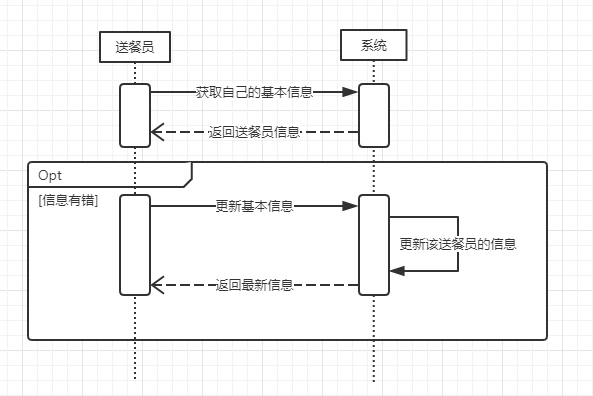 送餐员
系统
获取自己的基本信息
返回送餐员信息
Opt
[信息有错]
更新基本信息
更新该送餐员的信息
返回最新信息